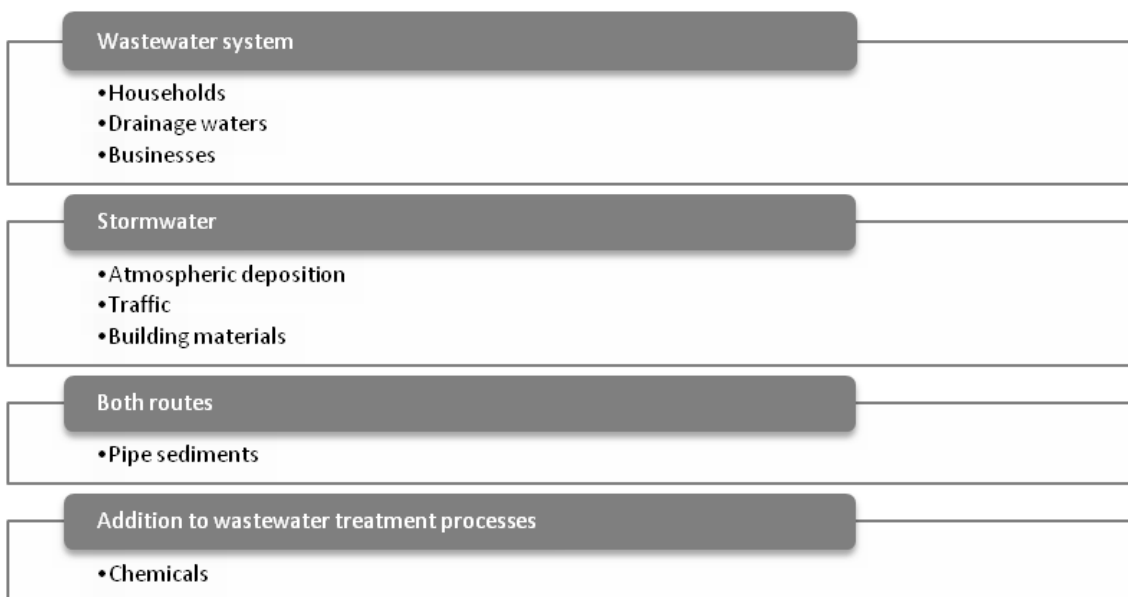 Wastewater system
•Households
•Drainage waters
•Businesses
Stormwater
•Atmospheric deposition
•Traffic
•Building materials
Both routes
•Pipe sediments
Addition to wastewater treatment processes
•Chemicals